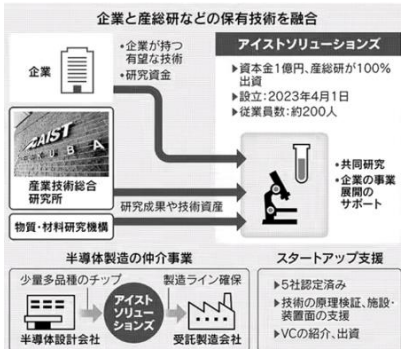 企業と産総研などの保有技術を融合
企業
・企業が持つ
有望な技術
・研究資金
アイストソリューションズ
▶資本金1億円、産総研が100%
出資
▶設立：2023年4月1日
▶従業員数：約200人
AIST
産業技術総合
研究所
物質・材料研究機構
研究成果や技術資産
・共同研究
・企業の事業
展開の
サポート
半導体製造の仲介事業
少量多品種のチップ
製造ライン確保
アイスト
ソリュー
ションズ
半導体設計会社
受託製造会社
スタートアップ支援
▶5社認定済み
▶技術の原理検証、施設・
装置面の支援
▶VCの紹介、出資